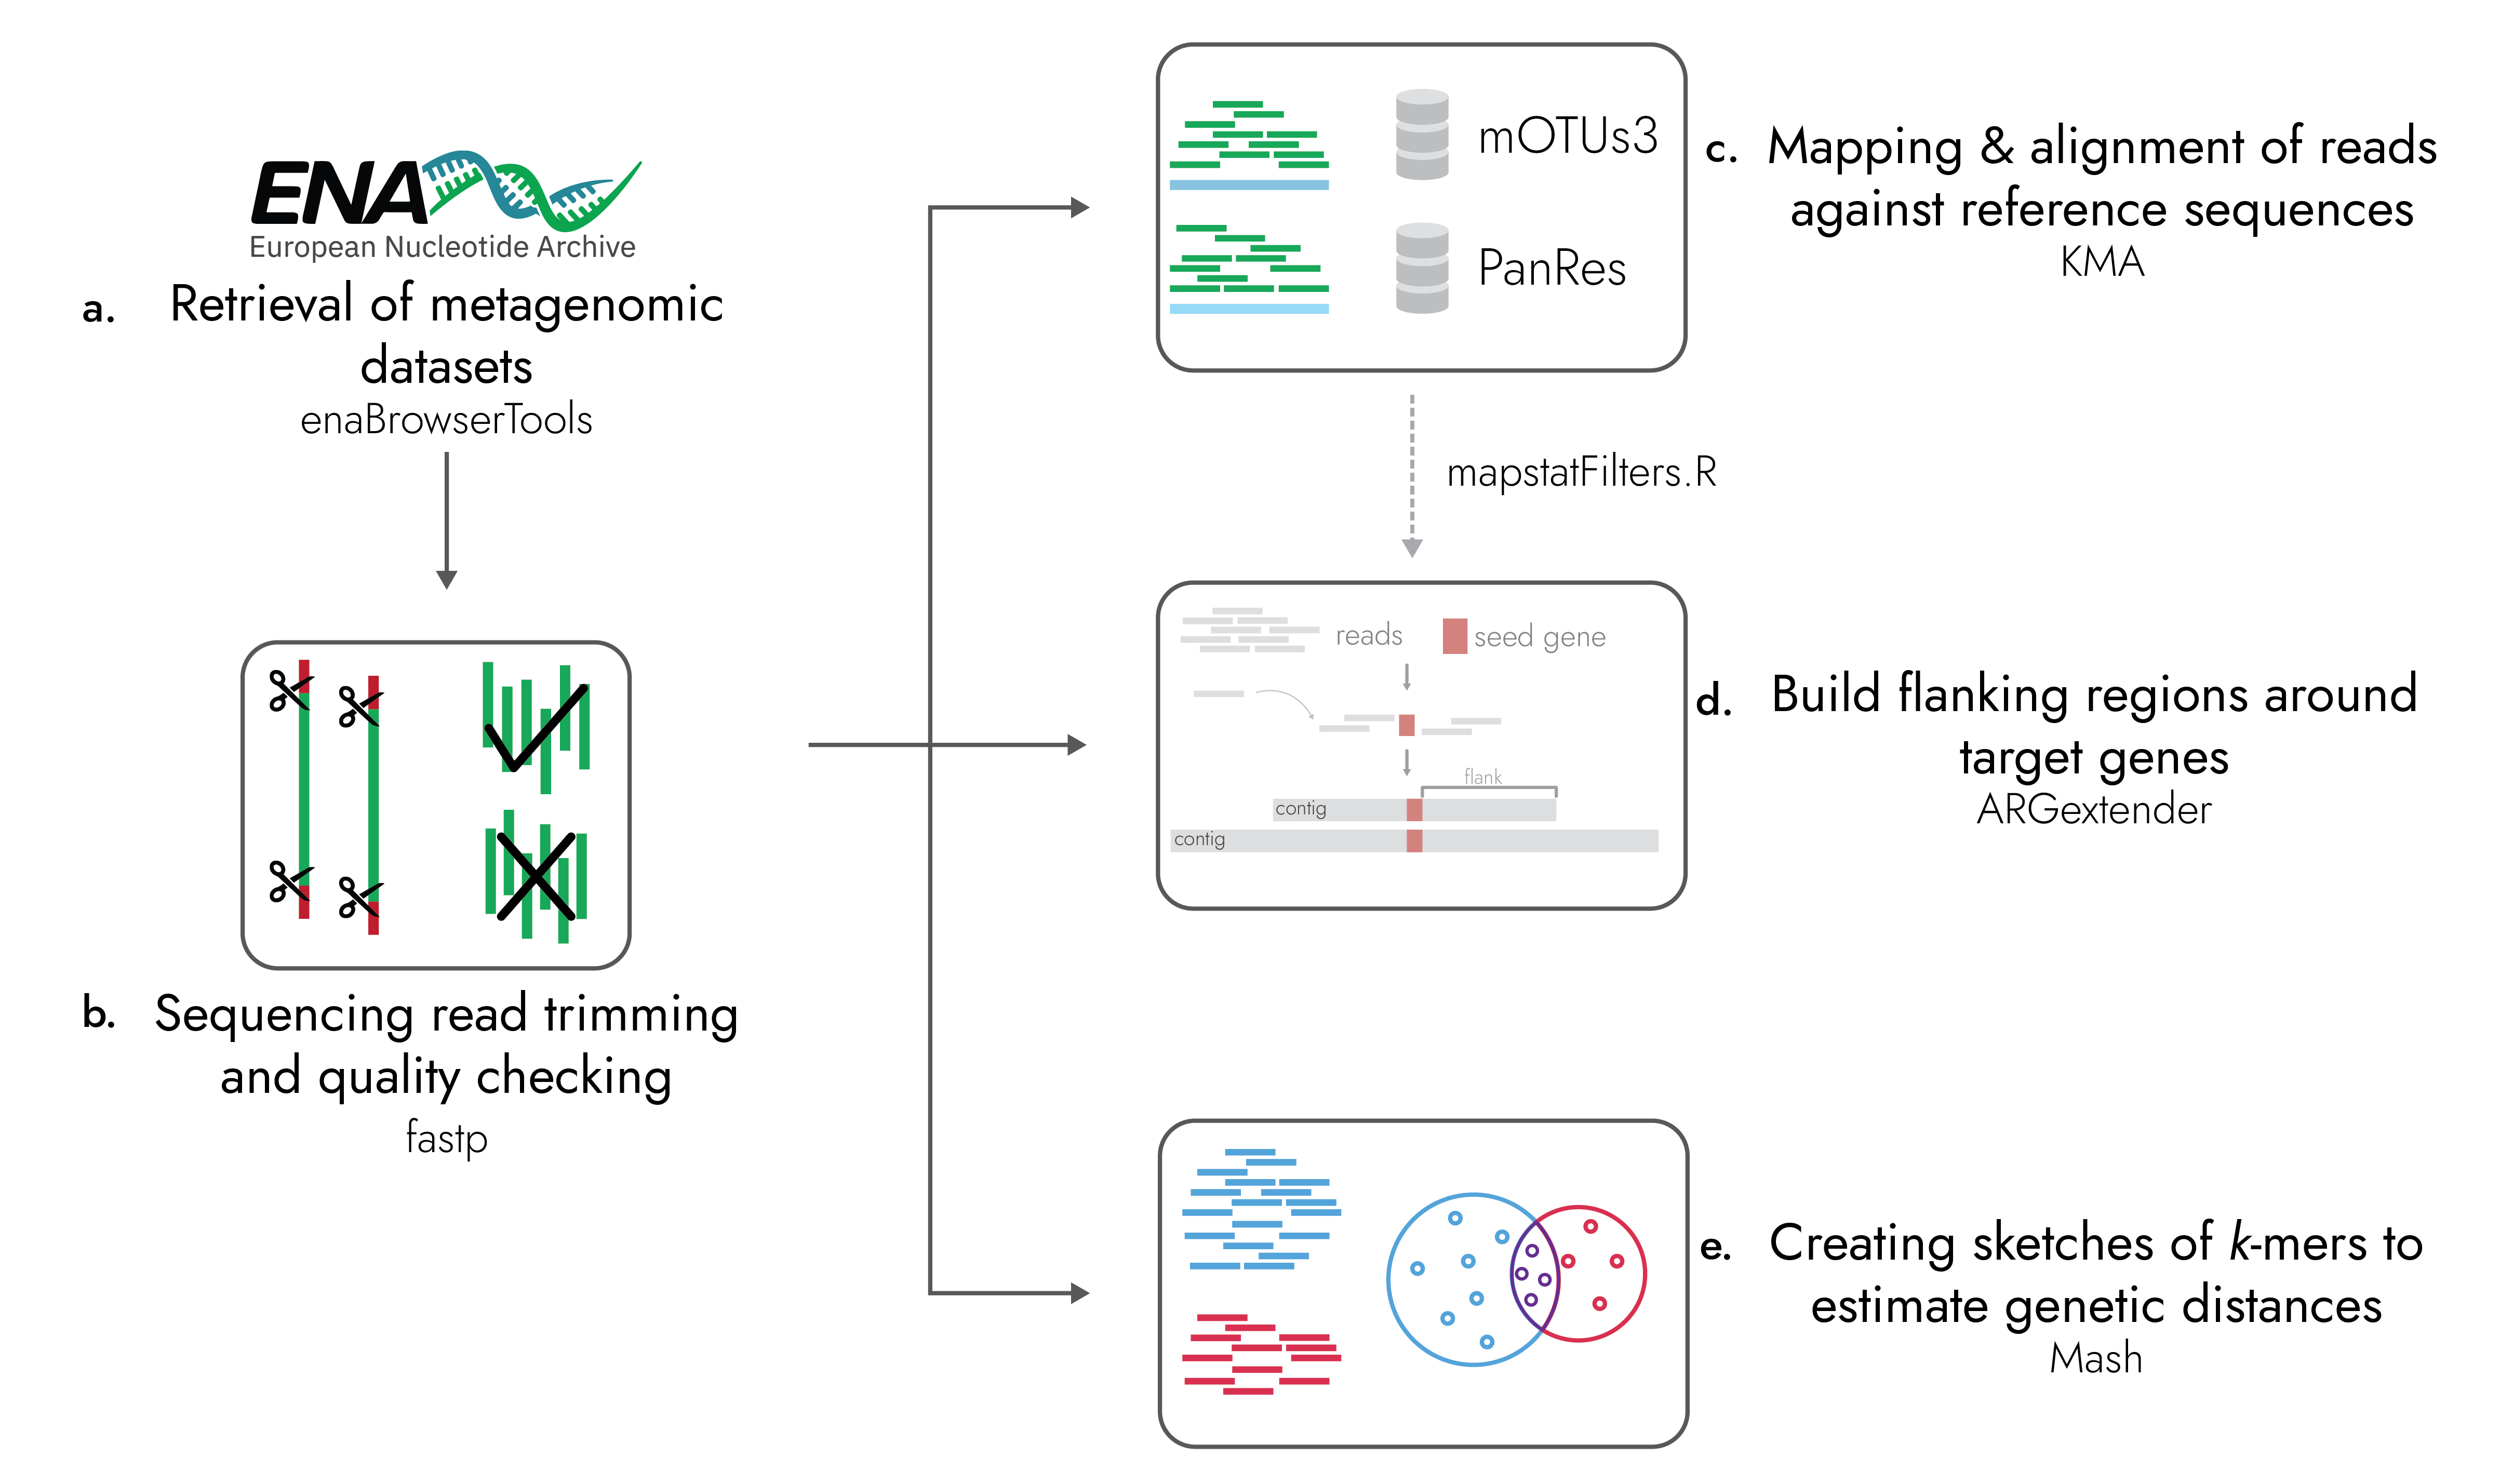 ENA
European Nucleotide Archive
a.
Retrieval of metagenomic
datasets
enaBrowserTools
b.
Sequencing read trimming
and quality checking
fastp
mOTUs3
PanRes
c.
Mapping & alignment of reads
against reference sequences
KMA
mapstatFilters.R
reads
seed gene
flank
contig
contig
d.
Build flanking regions around
target genes
ARGextender
e.
Creating sketches of k-mers to
estimate genetic distances
Mash